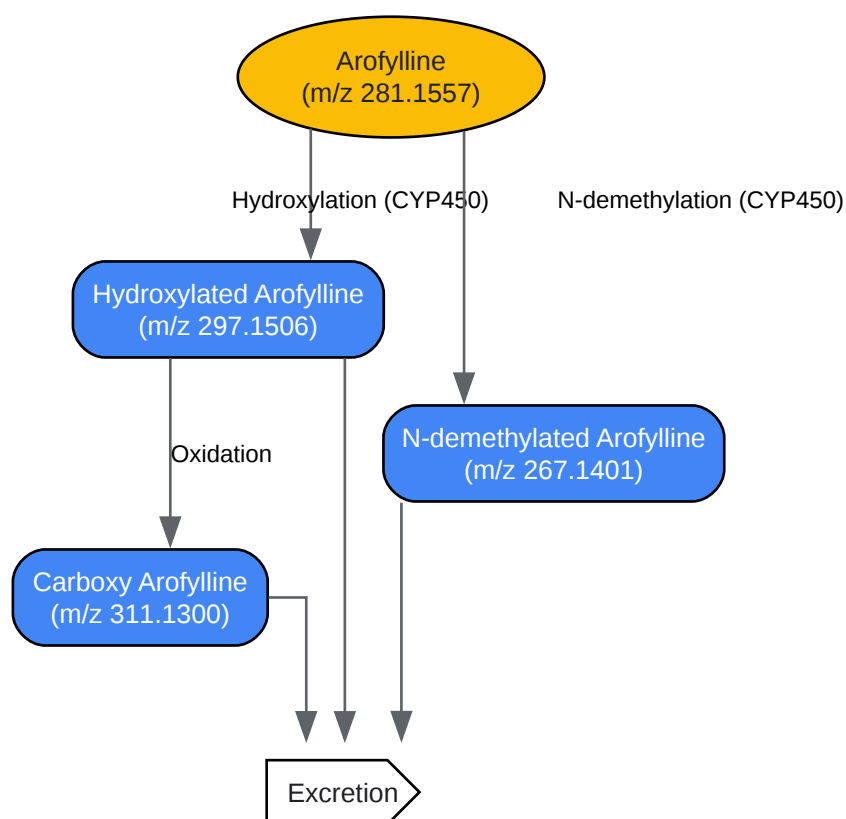 Arofylline
(m/z 281.1557)
Hydroxylation (CYP450)
N-demethylation (CYP450)
Hydroxylated Arofylline
(m/z 297.1506)
N-demethylated Arofylline
(m/z 267.1401)
Oxidation
Carboxy Arofylline
(m/z 311.1300)
Excretion